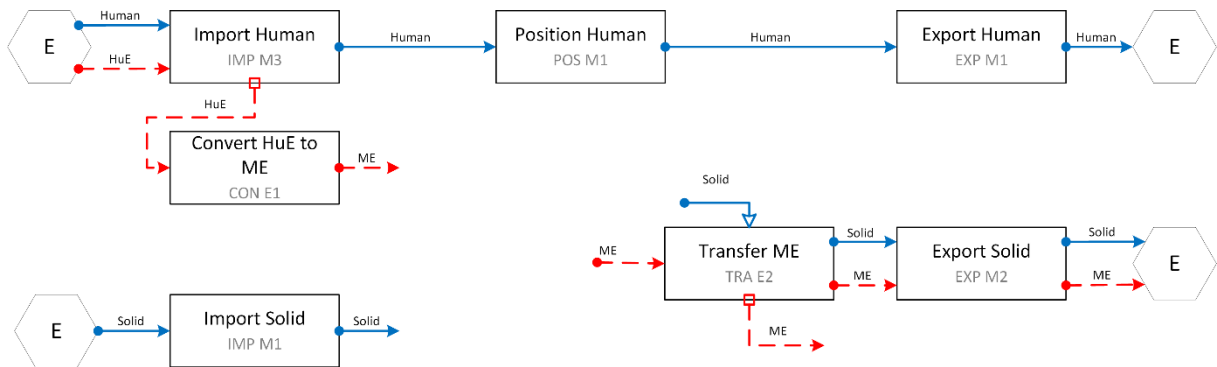 Human
Human
Human
Human
E
HuE
Import Human
IMP M3
Position Human
POS M1
Export Human
EXP M1
E
HuE
Convert HuE to
ME
CON E1
ME
Solid
ME
Transfer ME
TRA E2
Solid
ME
Export Solid
EXP M2
Solid
ME
E
ME
E
Solid
Import Solid
IMP M1
Solid